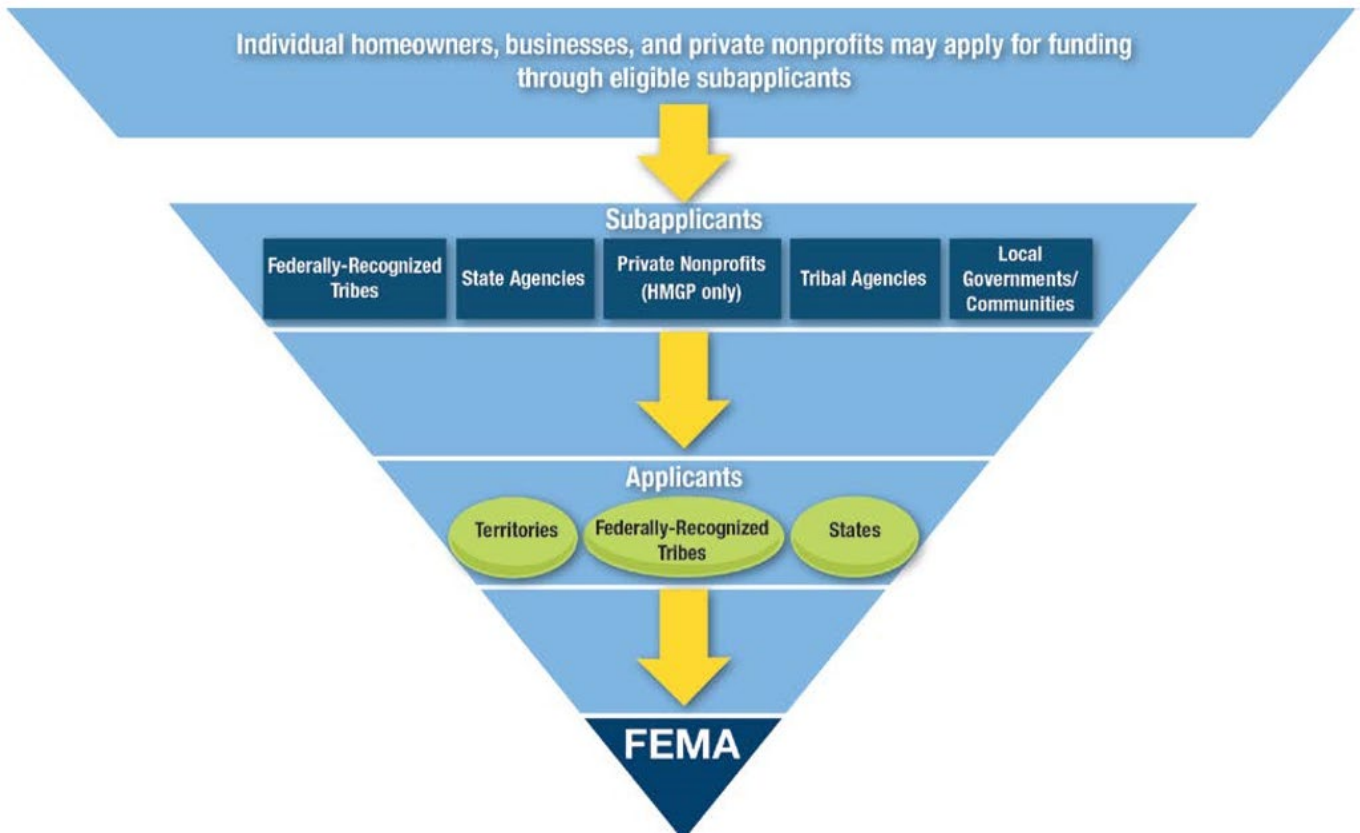 Individual homeowners, businesses, and private nonprofits may apply for funding
through eligible subapplicants
Subapplicants
Federally-Recognized
Tribes
State Agencies
Private Nonprofits
(HMGP only)
Tribal Agencies
Local
Governments/
Communities
Applicants
Territories
Federally-Recognized
Tribes
States
FEMA